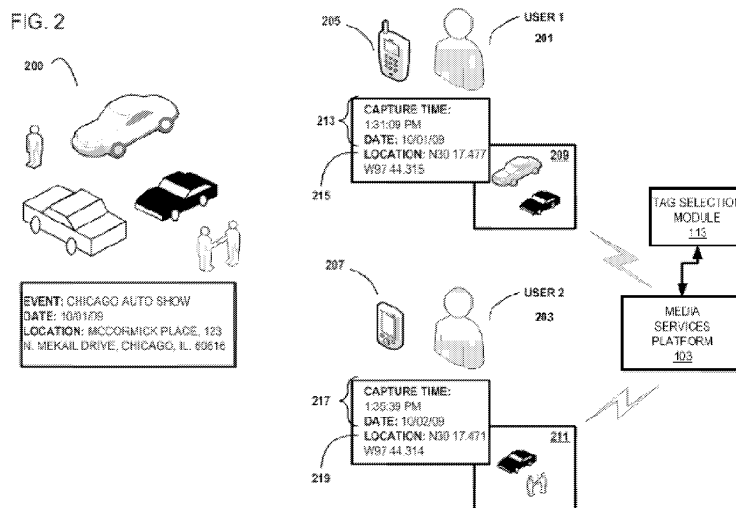 FIG. 2
200
EVENT: CHICAGO AUTO SHOW
DATE: 10/01/09
LOCATION: MCCORMICK PLACE, 123
N. MEKAIL DRIVE, CHICAGO, IL. 60616
205
USER 1
201
213
CAPTURE TIME:
1:31:09 PM
DATE: 10/01/09
LOCATION: N30 17.477
W97 44.315
215
209
207
USER 2
203
217
CAPTURE TIME:
1:35:39 PM
DATE: 10/02/09
LOCATION: N30 17.471
W97 44.314
219
211
TAG SELECTION
MODULE
113
MEDIA
SERVICES
PLATFORM
103